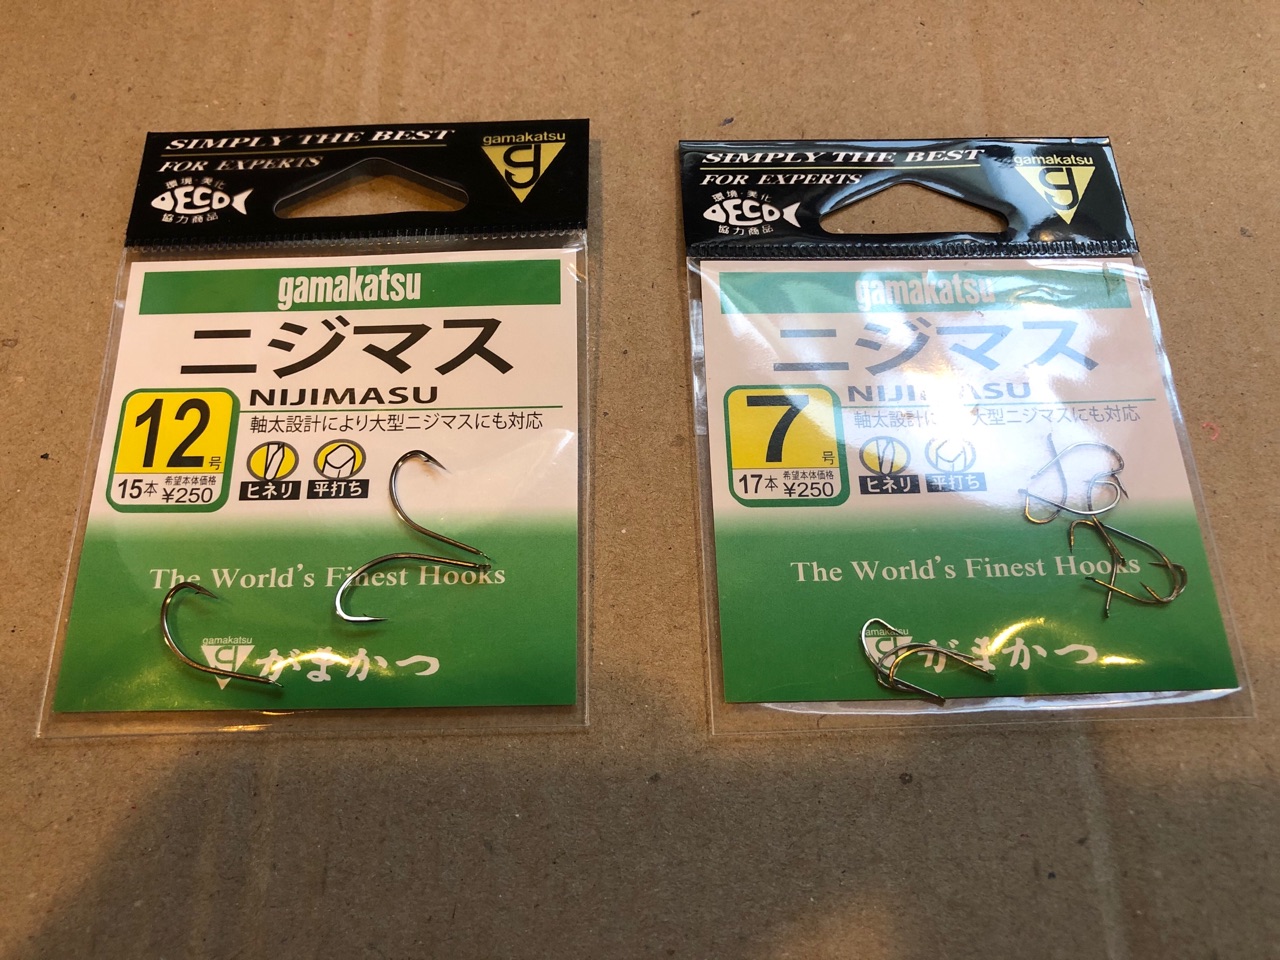 SIMPLY THE BEST
FOR EXPERTS
gamakatsu
環境・美化
ECO
協力商品
gamakatsu
ニジマス
NIJIMASU
軸太設計により大型ニジマスにも対応
12号
15本
希望本体価格
¥250
ヒネリ
平打ち
The World's Finest Hooks
gamakatsu
がまかつ
SIMPLY THE BEST
FOR EXPERTS
gamakatsu
環境・美化
ECO
協力商品
gamakatsu
ニジマス
NIJIMASU
軸太設計に 大型ニジマスにも対応
7号
17本
希望本体価格
¥250
ヒネリ
平打ち
The World's Finest Hooks
gamakatsu
がまかつ